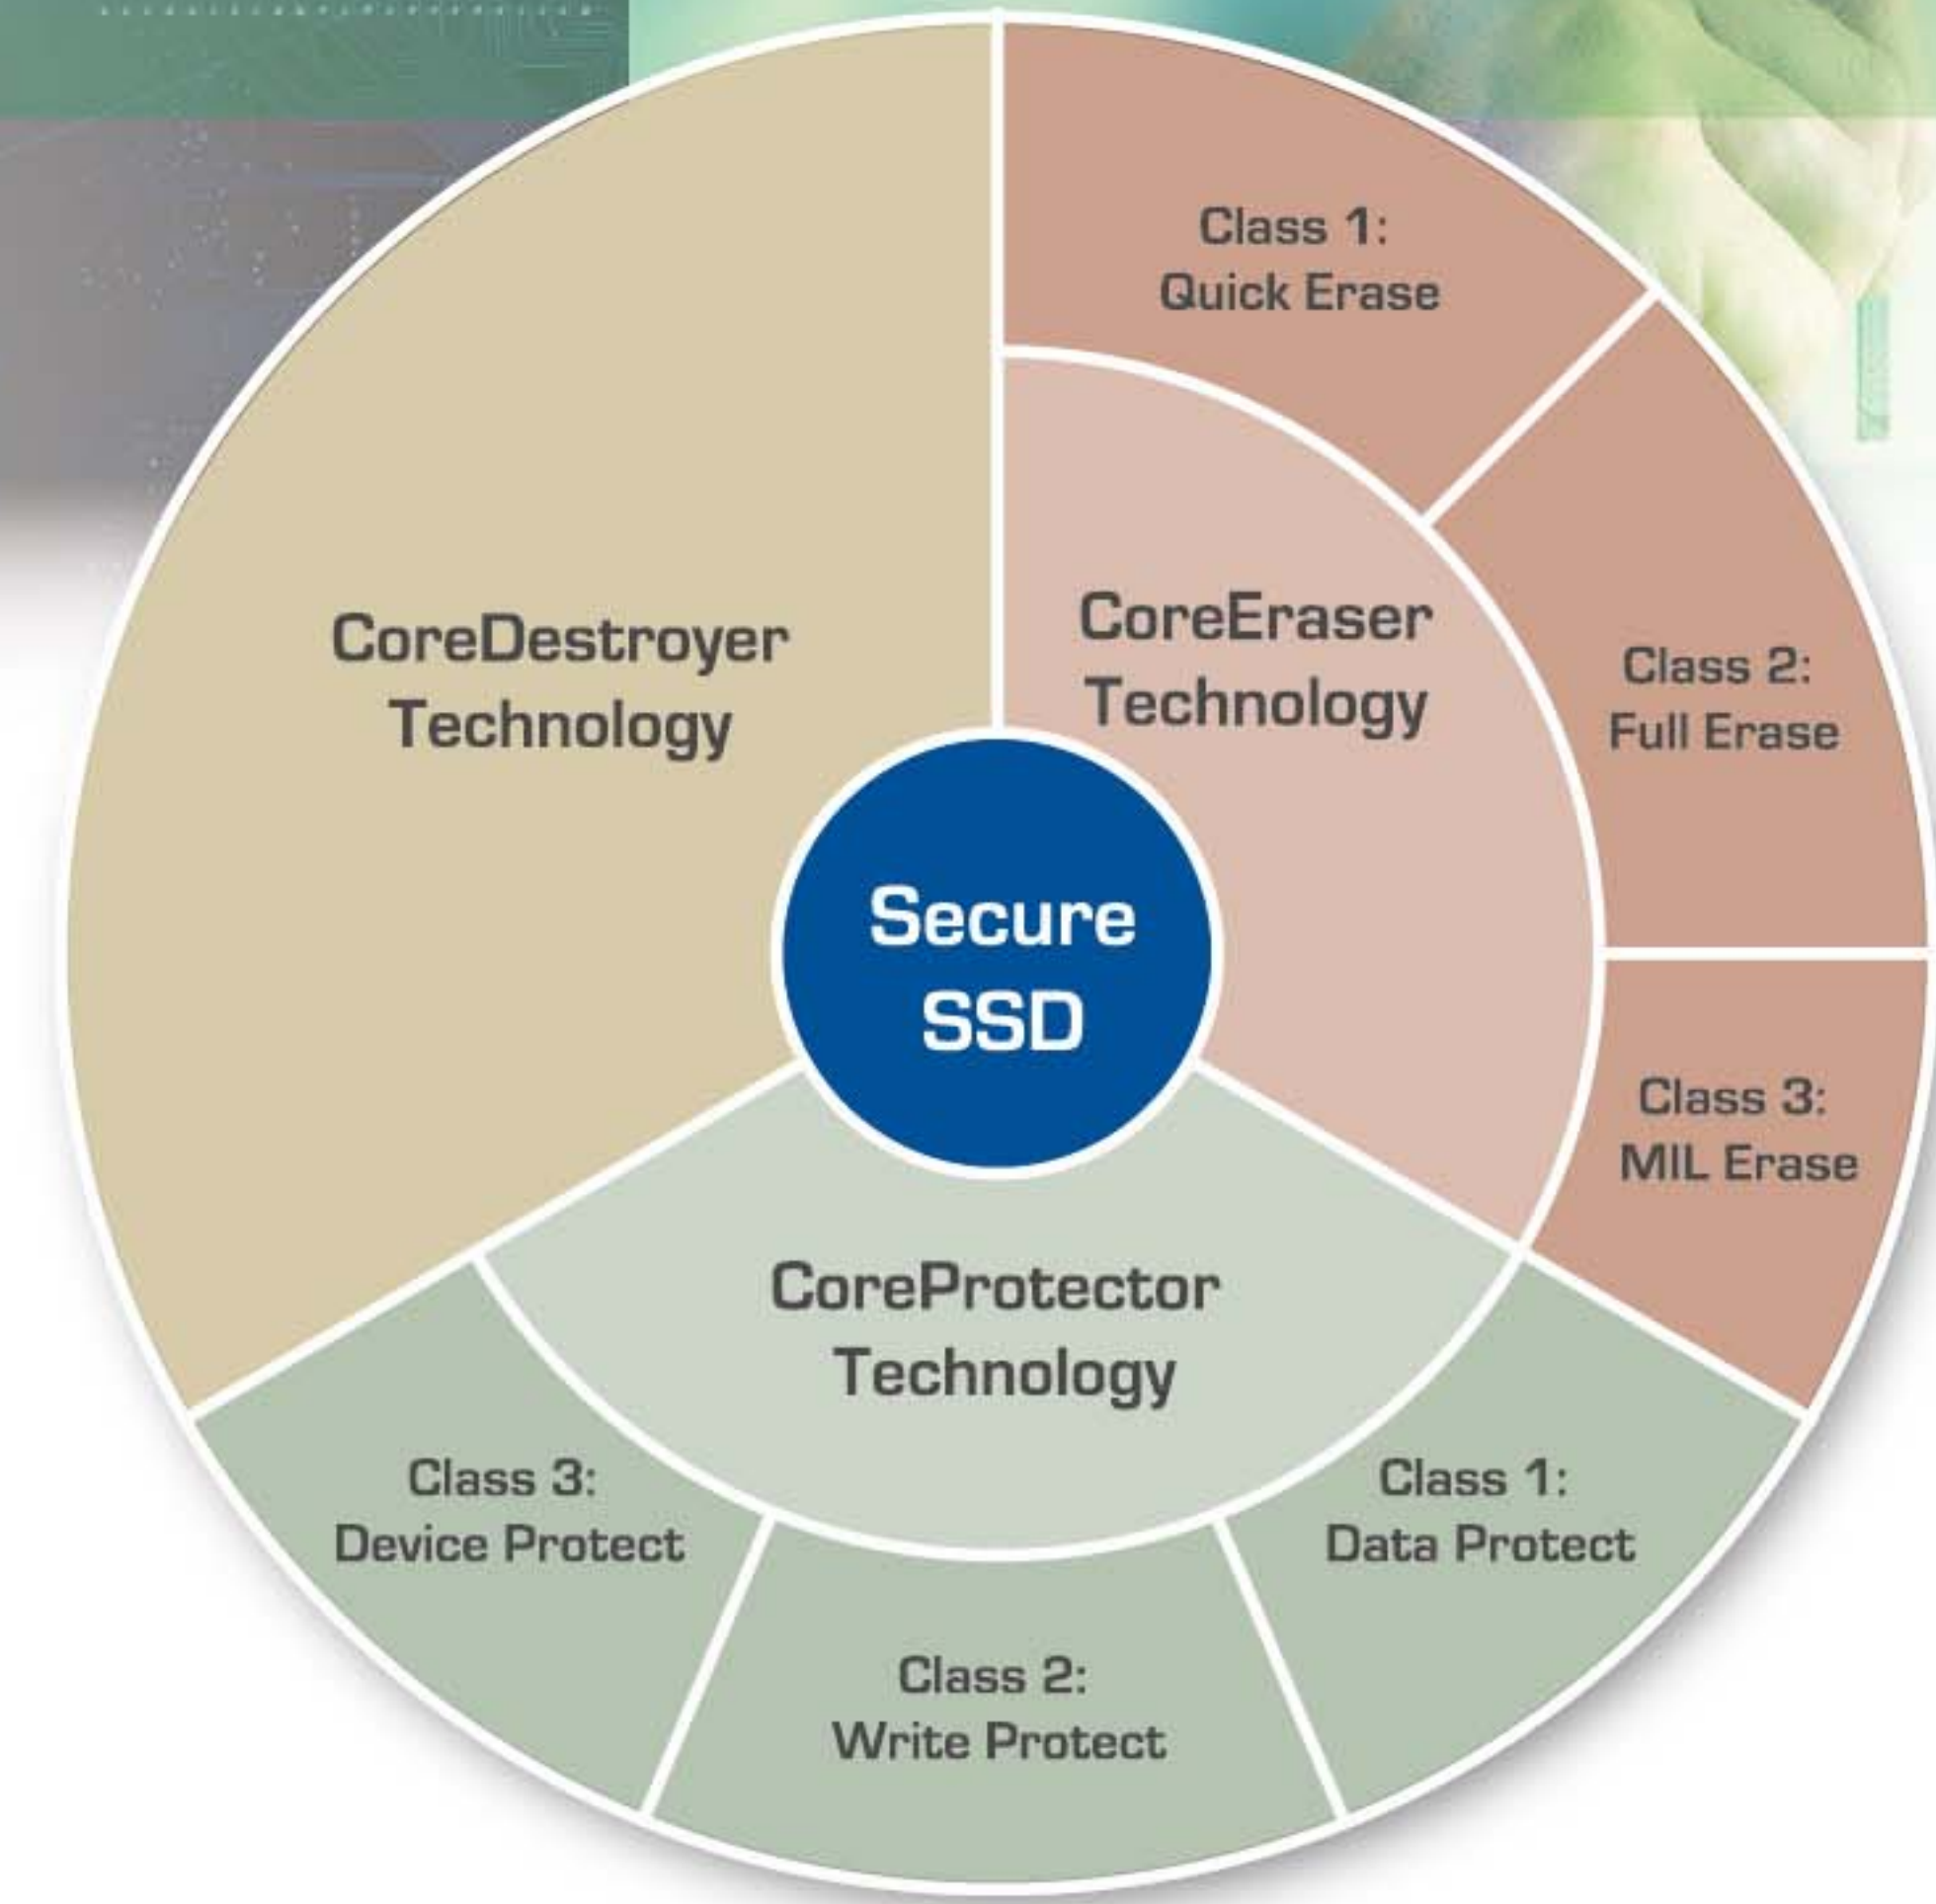 Class 1:
Quick Erase
CoreDestroyer
Technology
CoreEraser
Technology
Class 2:
Full Erase
Secure
SSD
Class 3:
MIL Erase
CoreProtector
Technology
Class 3:
Device Protect
Class 1:
Data Protect
Class 2:
Write Protect